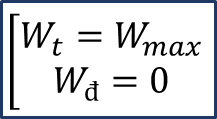 W_t = W_max
W_đ = 0